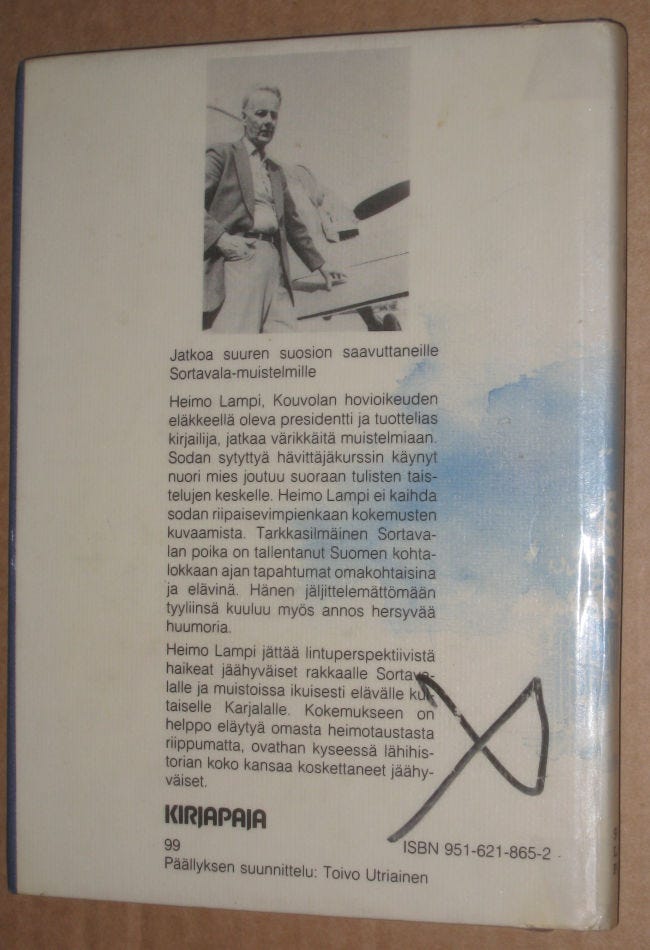 Jatkoa suuren suosion saavuttaneille
Sortavala-muistelmille
Heimo Lampi, Kouvolan hovioikeuden
eläkkeellä oleva presidentti ja tuottelias
kirjailija, jatkaa värikkäitä muistelmiaan.
Sodan sytyttyä hävittäjäkurssin käynyt
nuori mies joutuu suoraan tulisten tais-
telujen keskelle. Heimo Lampi ei kaihda
sodan riipaisevimpienkaan kokemusten
kuvaamista. Tarkkasilmäinen Sortava-
lan poika on tallentanut Suomen kohta-
lokkaan ajan tapahtumat omakohtaisina
ja elävinä. Hänen jäljittelemättömään
tyyliinsä kuuluu myös annos hersyvää
huumoria.
Heimo Lampi jättää lintuperspektiivistä
haikeat jäähyväiset rakkaalle Sortava-
lalle ja muistoissa ikuisesti elävälle kul-
taiselle Karjalalle. Kokemukseen on
helppo eläytyä omasta heimotaustasta
riippumatta, ovathan kyseessä lähihis-
torian koko kansaa koskettaneet jäähy-
väiset.
KIRJAPAJA
99
ISBN 951-621-865-2
Päällyksen suunnittelu: Toivo Utriainen